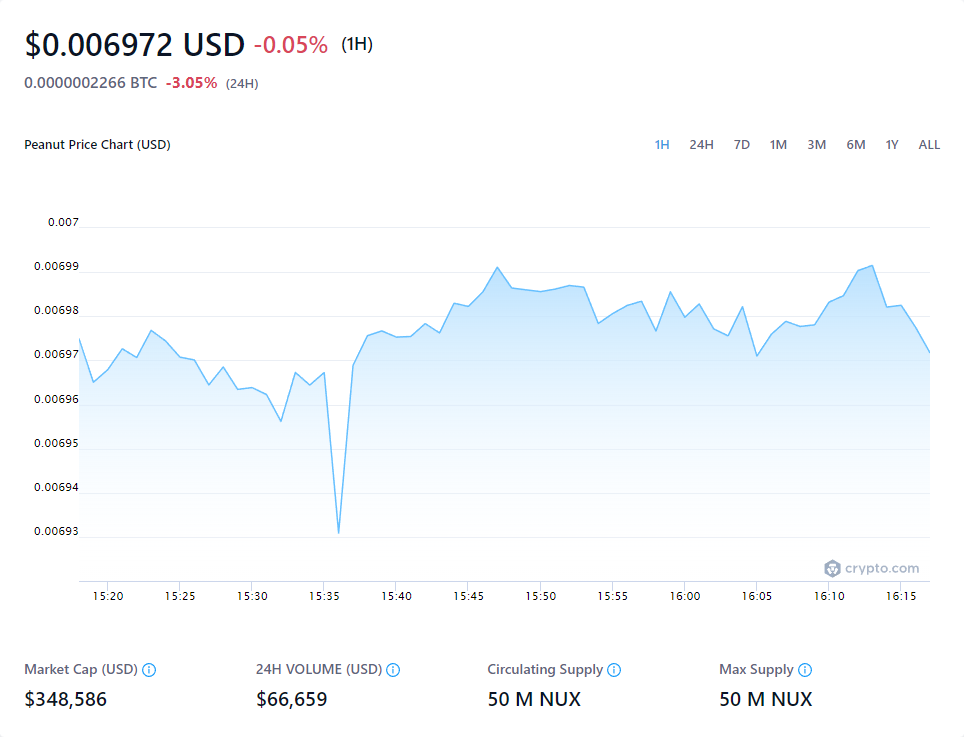 $0.006972 USD -0.05% (1H)
0.0000002266 BTC -3.05% (24H)
Peanut Price Chart (USD) 1H 24H 7D 1M 3M 6M 1Y ALL
0.007
0.00699
0.00698
0.00697
0.00696
0.00695
0.00694
0.00693
crypto.com
15:20 15:25 15:30 15:35 15:40 15:45 15:50 15:55 16:00 16:05 16:10 16:15
Market Cap (USD) 24H VOLUME (USD) Circulating Supply Max Supply
$348,586 $66,659 50 M NUX 50 M NUX